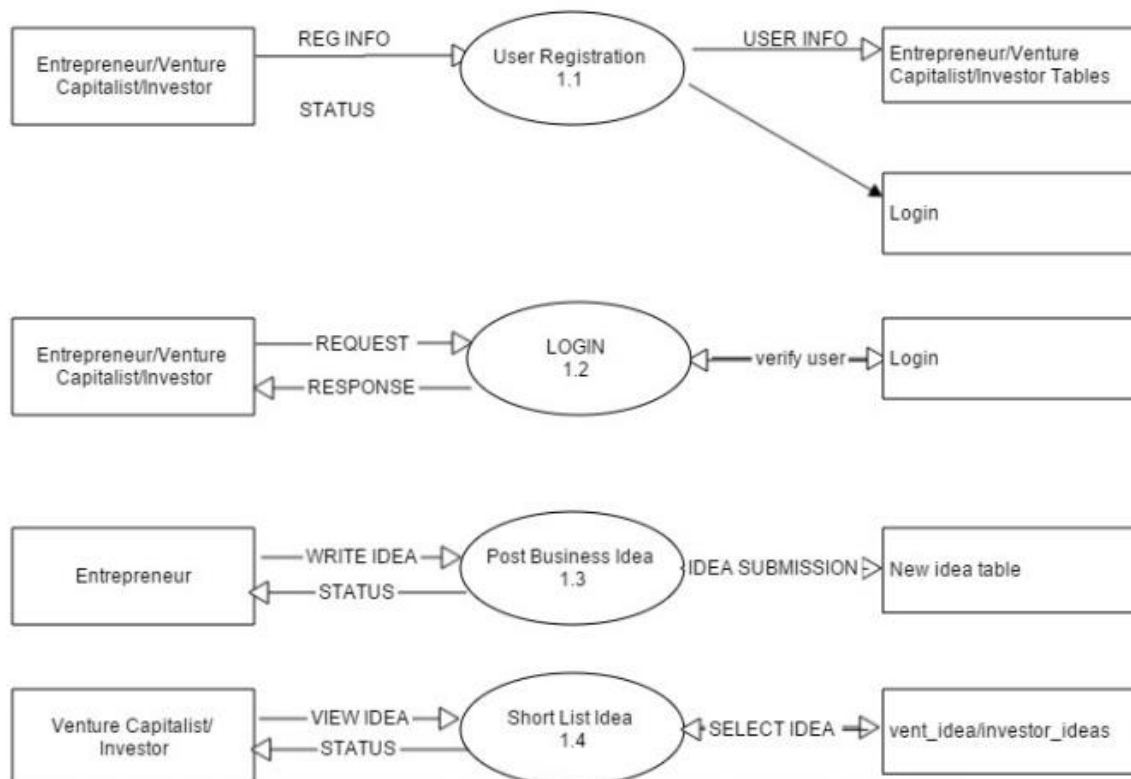 REG INFO
USER INFO
Entrepreneur/Venture
Capitalist/Investor
User Registration
1.1
Entrepreneur/Venture
Capitalist/Investor Tables
STATUS
Login
Entrepreneur/Venture
Capitalist/Investor
REQUEST
RESPONSE
LOGIN
1.2
verify user
Login
Entrepreneur
WRITE IDEA
STATUS
Post Business Idea
1.3
IDEA SUBMISSION
New idea table
Venture Capitalist/
Investor
VIEW IDEA
STATUS
Short List Idea
1.4
SELECT IDEA
vent_idea/investor_ideas